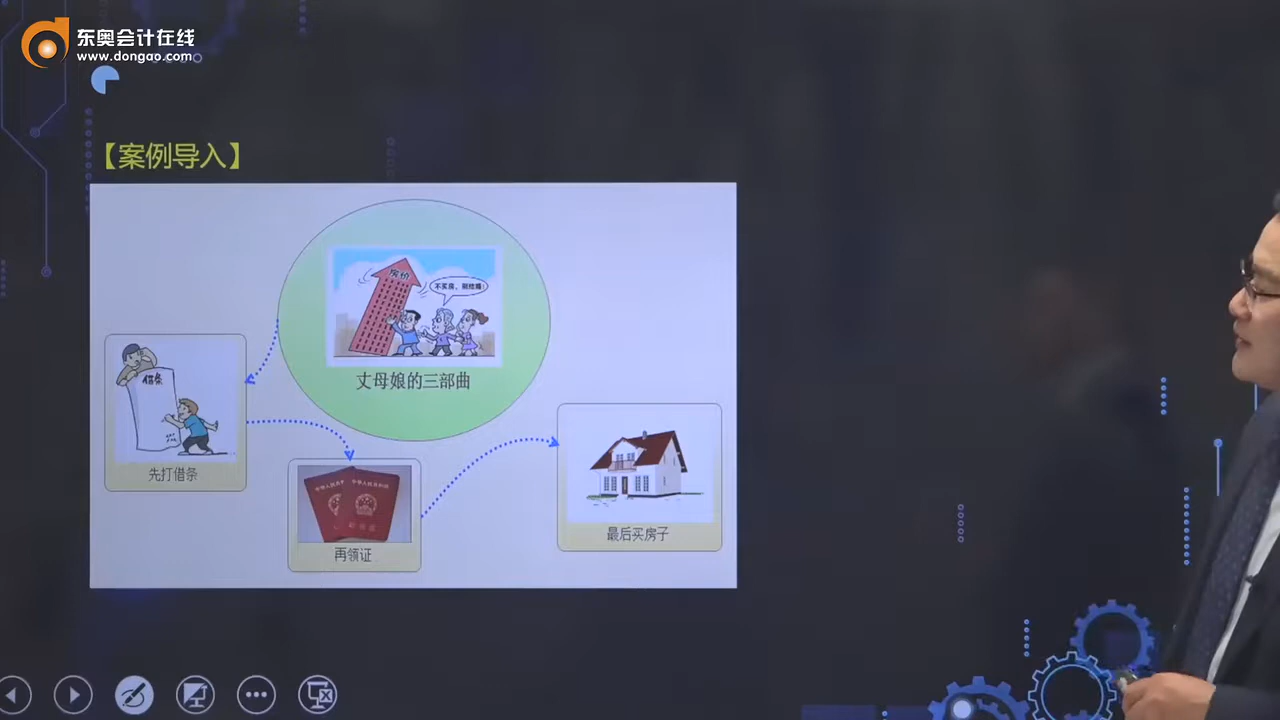 东奥会计在线
www.dongao.com
【案例导入】
房价
不买房，别结婚！
丈母娘的三部曲
借条
先打借条
再领证
最后买房子